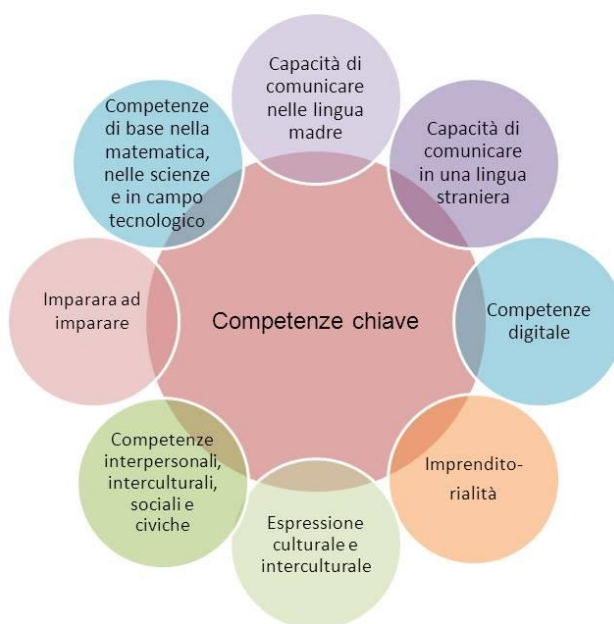 Capacità di
comunicare
nelle lingua
madre
Capacità di
comunicare
in una lingua
straniera
Competenze
digitale
Imprendito-
rialità
Espressione
culturale e
interculturale
Competenze
interpersonali,
interculturali,
sociali e
civiche
Imparara ad
imparare
Competenze
di base nella
matematica,
nelle scienze
e in campo
tecnologico
Competenze chiave